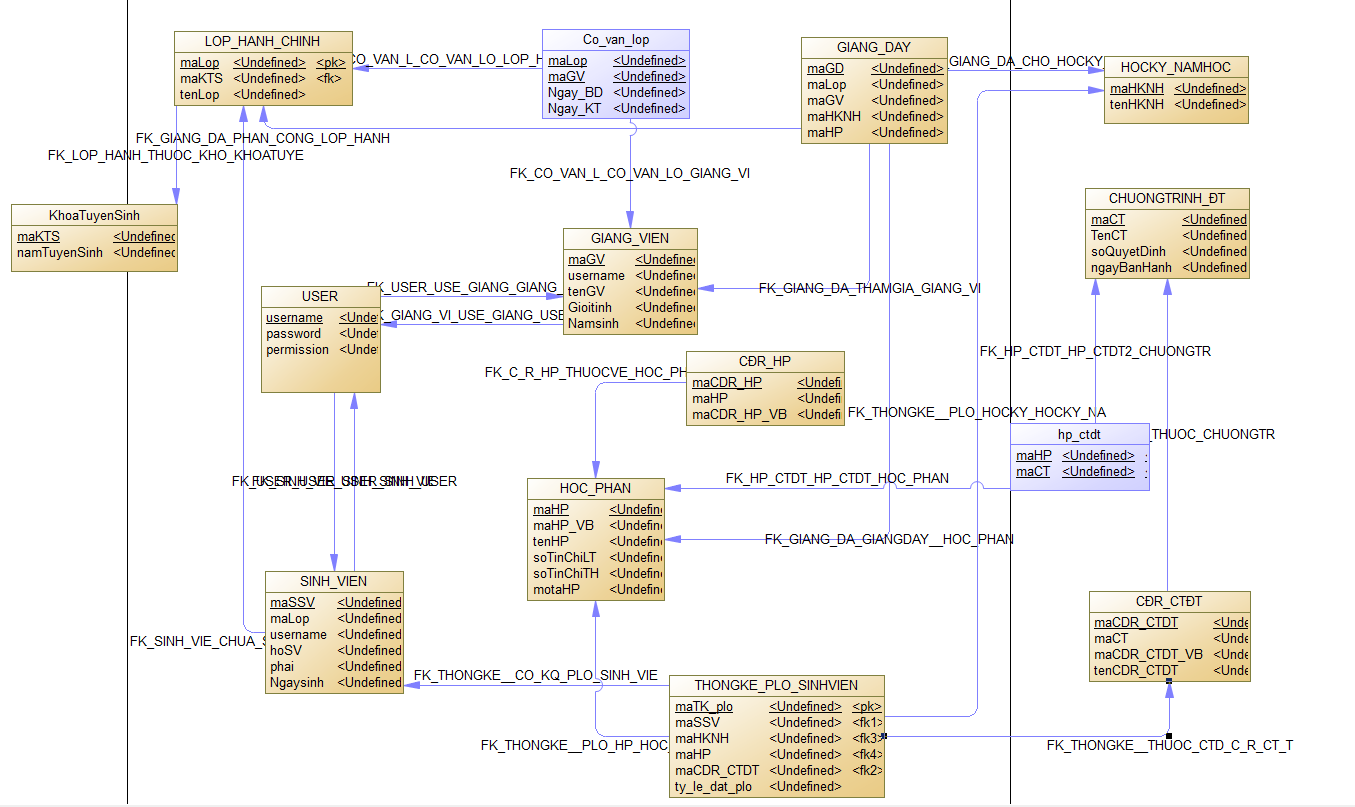 LOP_HANH_CHINH
maLop <Undefined> <pk>
maKTS <Undefined> <fk>
tenLop <Undefined>
CO_VAN_L_CO_VAN_LO_LOP_H
Co_van_lop
maLop <Undefined>
maGV <Undefined>
Ngay_BD <Undefined>
Ngay_KT <Undefined>
GIANG_DAY
maGD <Undefined>
maLop <Undefined>
maGV <Undefined>
maHKNH <Undefined>
maHP <Undefined>
GIANG_DA_CHO_HOCKY
HOCKY_NAMHOC
maHKNH <Undefined>
tenHKNH <Undefined>
FK_GIANG_DA_PHAN_CONG_LOP_HANH
FK_LOP_HANH_THUOC_KHO_KHOATUYE
FK_CO_VAN_L_CO_VAN_LO_GIANG_VI
KhoaTuyenSinh
maKTS <Undefined
namTuyenSinh <Undefined
CHUONGTRINH_ĐT
maCT <Undefined
TenCT <Undefined
soQuyetDinh <Undefined
ngayBanHanh <Undefined
GIANG_VIEN
maGV <Undefined
username <Undefined
tenGV <Undefined
Gioitinh <Undefined
Namsinh <Undefined
FK_USER_USE_GIANG_GIANG_
FK_GIANG_DA_THAMGIA_GIANG_VI
K_GIANG_VI_USE_GIANG_USE
USER
username <Unde
password <Undef
permission <Undef
FK_HP_CTDT_HP_CTDT2_CHUONGTR
CĐR_HP
maCDR_HP <Undefi
maHP <Undefi
maCDR_HP_VB <Undefi
FK_C_R_HP_THUOCVE_HOC_PH
FK_THONGKE__PLO_HOCKY_HOCKY_NA
hp_ctdt
maHP <Undefined>
maCT <Undefined>
_THUOC_CHUONGTR
FK_HP_CTDT_HP_CTDT_HOC_PHAN
HOC_PHAN
maHP <Undefin
maHP_VB <Undefin
tenHP <Undefin
soTinChiLT <Undefin
soTinChiTH <Undefin
motaHP <Undefin
FK_GIANG_DA_GIANGDAY__HOC_PHAN
SINH_VIEN
maSSV <Undefined
maLop <Undefined
username <Undefined
hoSV <Undefined
phai <Undefined
Ngaysinh <Undefined
FK_SINH_VIE_CHUA_S
CĐR_CTĐT
maCDR_CTDT <Unde
maCT <Unde
maCDR_CTDT_VB <Unde
tenCDR_CTDT <Unde
FK_THONGKE__CO_KQ_PLO_SINH_VIE
THONGKE_PLO_SINHVIEN
maTK_plo <Undefined> <pk>
maSSV <Undefined> <fk1>
maHKNH <Undefined> <fk3>
maHP <Undefined> <fk4>
maCDR_CTDT <Undefined> <fk2>
ty_le_dat_plo <Undefined>
FK_THONGKE__PLO_HP_HOC_
FK_THONGKE__THUOC_CTD_C_R_CT_T